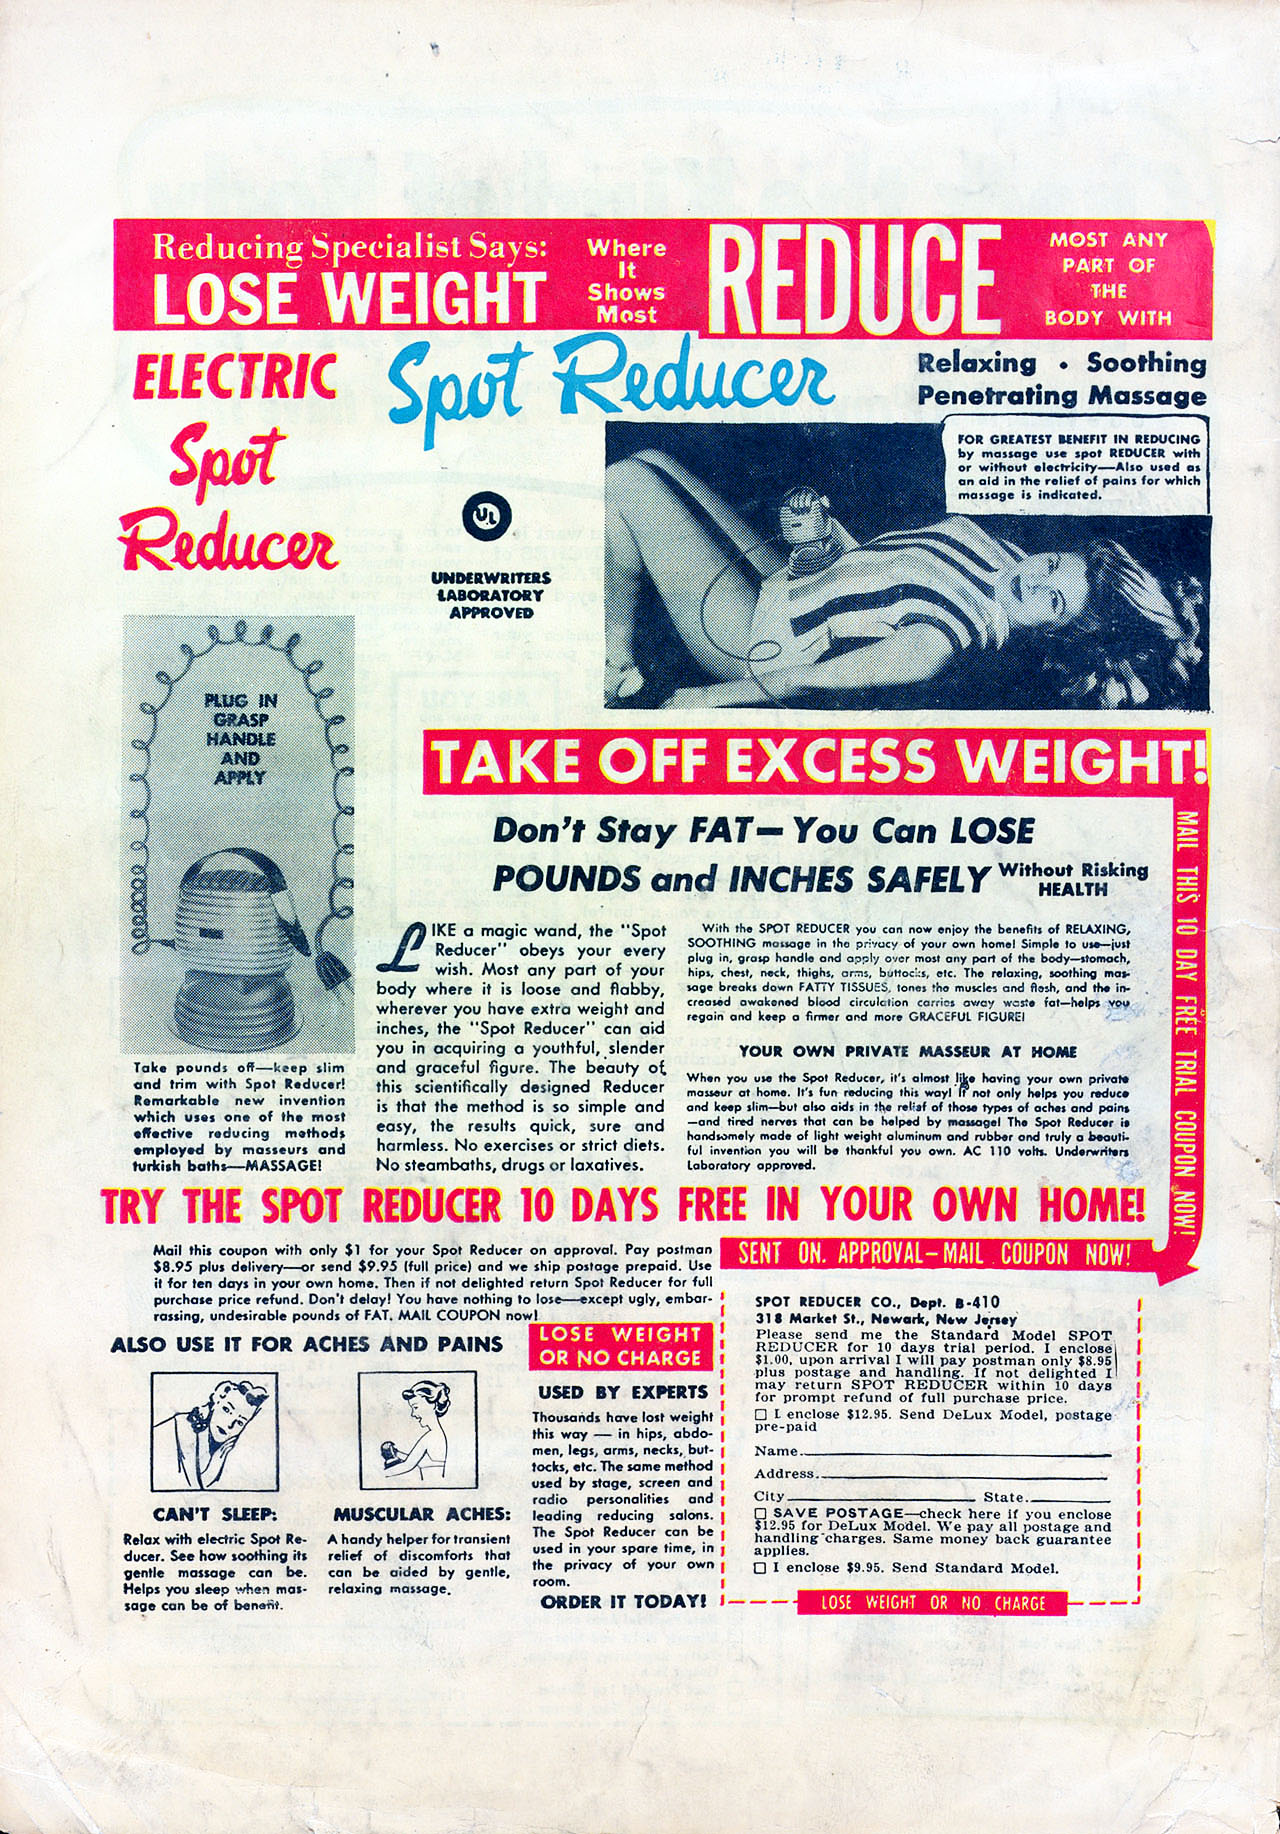 Reducing Specialist Says:
LOSE WEIGHT
Where
It
Shows
Most
REDUCE
MOST ANY
PART OF
THE
BODY WITH
ELECTRIC
Spot
Reducer
Spot Reducer
Relaxing • Soothing
Penetrating Massage
FOR GREATEST BENEFIT IN REDUCING
by massage use spot REDUCER with
or without electricity—Also used as
an aid in the relief of pains for which
massage is indicated.
UL
UNDERWRITERS
LABORATORY
APPROVED
PLUG IN
GRASP
HANDLE
AND
APPLY
TAKE OFF EXCESS WEIGHT!
Don't Stay FAT—You Can LOSE
POUNDS and INCHES SAFELY Without Risking
HEALTH
MAIL THIS 10 DAY FREE TRIAL COUPON NOW!
Take pounds off—keep slim
and trim with Spot Reducer!
Remarkable new invention
which uses one of the most
effective reducing methods
employed by masseurs and
turkish baths—MASSAGE!
LIKE a magic wand, the "Spot
Reducer" obeys your every
wish. Most any part of your
body where it is loose and flabby,
wherever you have extra weight and
inches, the "Spot Reducer" can aid
you in acquiring a youthful, slender
and graceful figure. The beauty of
this scientifically designed Reducer
is that the method is so simple and
easy, the results quick, sure and
harmless. No exercises or strict diets.
No steambaths, drugs or laxatives.
With the SPOT REDUCER you can now enjoy the benefits of RELAXING,
SOOTHING massage in the privacy of your own home! Simple to use—just
plug in, grasp handle and apply over most any part of the body—stomach,
hips, chest, neck, thighs, arms, buttocks, etc. The relaxing, soothing mas-
sage breaks down FATTY TISSUES, tones the muscles and flesh, and the in-
creased awakened blood circulation carries away waste fat—helps you
regain and keep a firmer and more GRACEFUL FIGURE!
YOUR OWN PRIVATE MASSEUR AT HOME
When you use the Spot Reducer, it's almost like having your own private
masseur at home. It's fun reducing this way! It not only helps you reduce
and keep slim—but also aids in the relief of those types of aches and pains
—and tired nerves that can be helped by massage! The Spot Reducer is
handsomely made of light weight aluminum and rubber and truly a beauti-
ful invention you will be thankful you own. AC 110 volts. Underwriters
Laboratory approved.
TRY THE SPOT REDUCER 10 DAYS FREE IN YOUR OWN HOME!
Mail this coupon with only $1 for your Spot Reducer on approval. Pay postman
$8.95 plus delivery—or send $9.95 (full price) and we ship postage prepaid. Use
it for ten days in your own home. Then if not delighted return Spot Reducer for full
purchase price refund. Don't delay! You have nothing to lose—except ugly, embar-
rassing, undesirable pounds of FAT. MAIL COUPON now!
SENT ON APPROVAL—MAIL COUPON NOW!
ALSO USE IT FOR ACHES AND PAINS
CAN'T SLEEP:
Relax with electric Spot Re-
ducer. See how soothing its
gentle massage can be.
Helps you sleep when mas-
sage can be of benefit.
MUSCULAR ACHES:
A handy helper for transient
relief of discomforts that
can be aided by gentle,
relaxing massage.
LOSE WEIGHT
OR NO CHARGE
USED BY EXPERTS
Thousands have lost weight
this way — in hips, abdo-
men, legs, arms, necks, but-
tocks, etc. The same method
used by stage, screen and
radio personalities and
leading reducing salons.
The Spot Reducer can be
used in your spare time, in
the privacy of your own
room.
ORDER IT TODAY!
SPOT REDUCER CO., Dept. B-410
318 Market St., Newark, New Jersey
Please send me the Standard Model SPOT
REDUCER for 10 days trial period. I enclose
$1.00, upon arrival I will pay postman only $8.95
plus postage and handling. If not delighted I
may return SPOT REDUCER within 10 days
for prompt refund of full purchase price.
☐ I enclose $12.95. Send DeLux Model, postage
pre-paid
Name
Address
City State
☐ SAVE POSTAGE—check here if you enclose
$12.95 for DeLux Model. We pay all postage and
handling charges. Same money back guarantee
applies.
☐ I enclose $9.95. Send Standard Model.
LOSE WEIGHT OR NO CHARGE